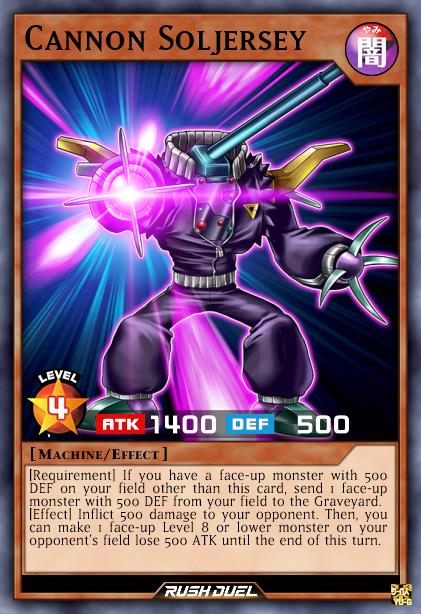 Cannon Soljersey
やみ
闇
LEVEL
4
ATK 1400 DEF 500
[Machine/Effect]
[Requirement] If you have a face-up monster with 500
DEF on your field other than this card, send 1 face-up
monster with 500 DEF from your field to the Graveyard.
[Effect] Inflict 500 damage to your opponent. Then, you
can make 1 face-up Level 8 or lower monster on your
opponent's field lose 500 ATK until the end of this turn.
RUSH DUEL